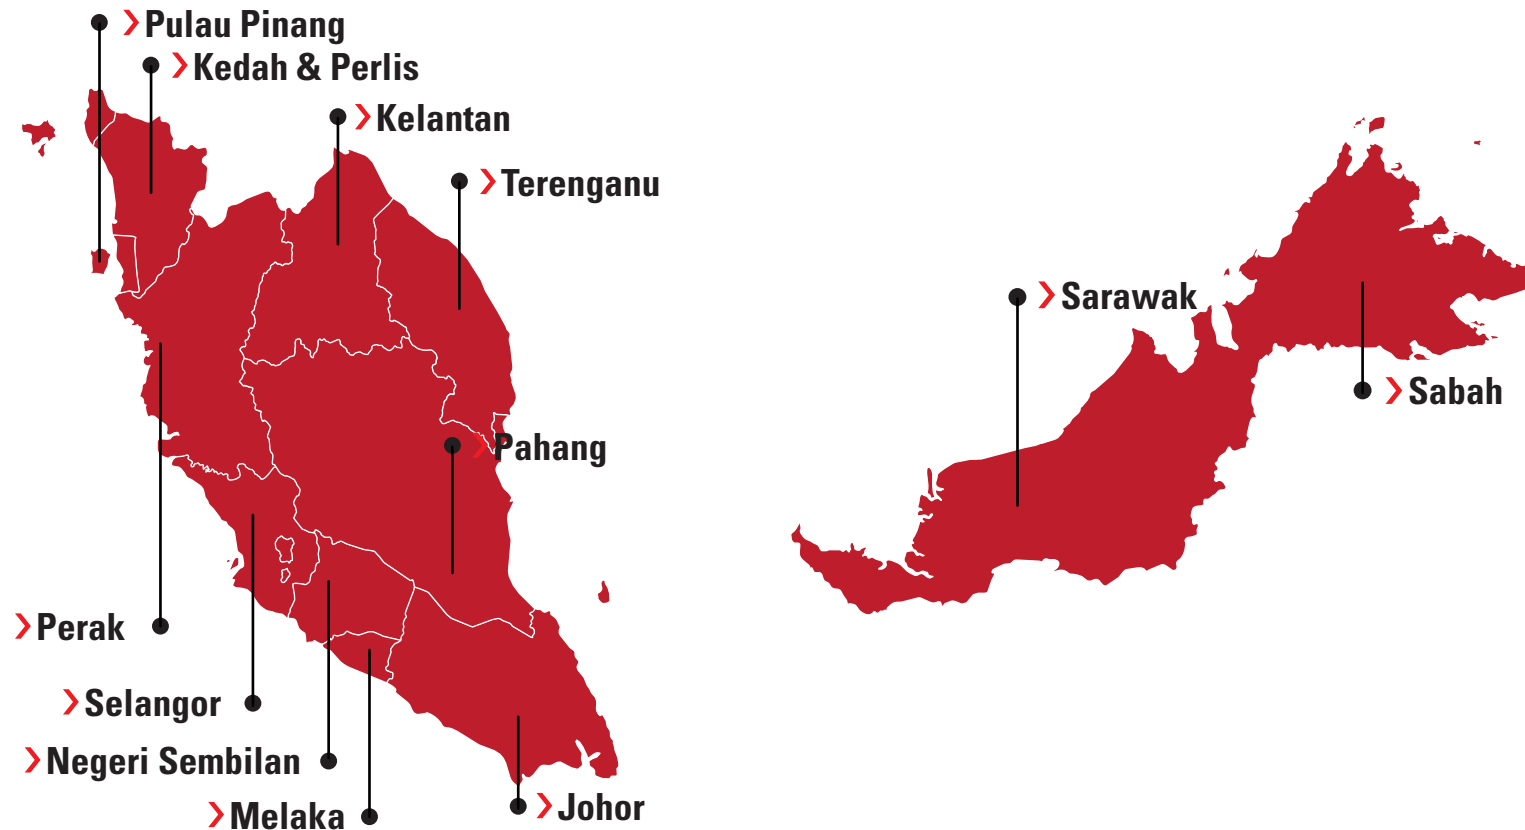 Pulau Pinang
Kedah & Perlis
Kelantan
Terenganu
Sarawak
Sabah
Pahang
Perak
Selangor
Negeri Sembilan
Melaka
Johor